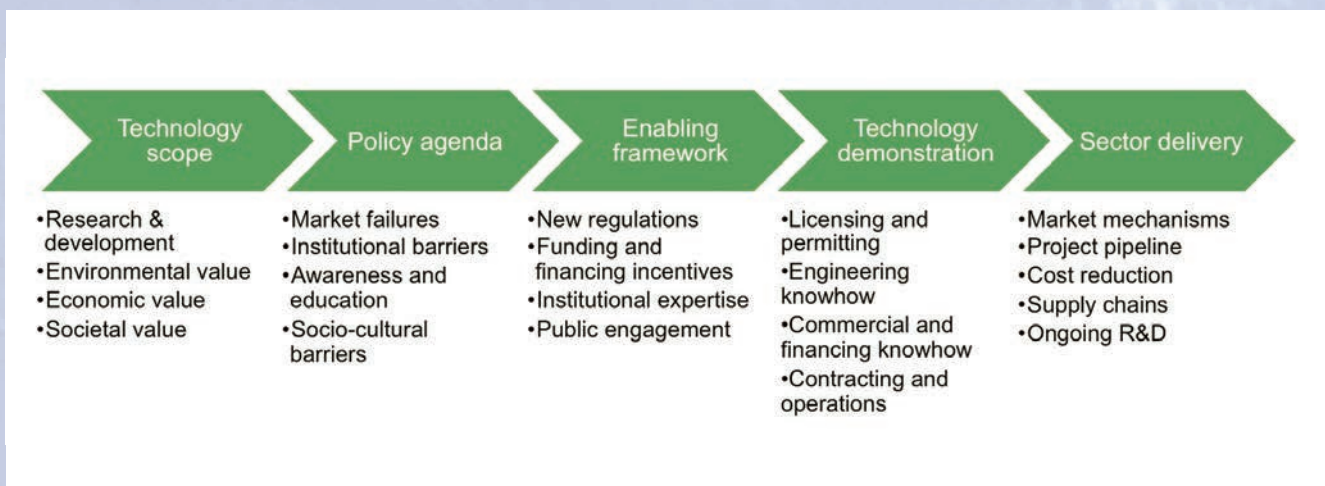 Technology
scope
Policy agenda
Enabling
framework
Technology
demonstration
Sector delivery
•Research &
development
•Environmental value
•Economic value
•Societal value
•Market failures
•Institutional barriers
•Awareness and
education
•Socio-cultural
barriers
•New regulations
•Funding and
financing incentives
•Institutional expertise
•Public engagement
•Licensing and
permitting
•Engineering
knowhow
•Commercial and
financing knowhow
•Contracting and
operations
•Market mechanisms
•Project pipeline
•Cost reduction
•Supply chains
•Ongoing R&D